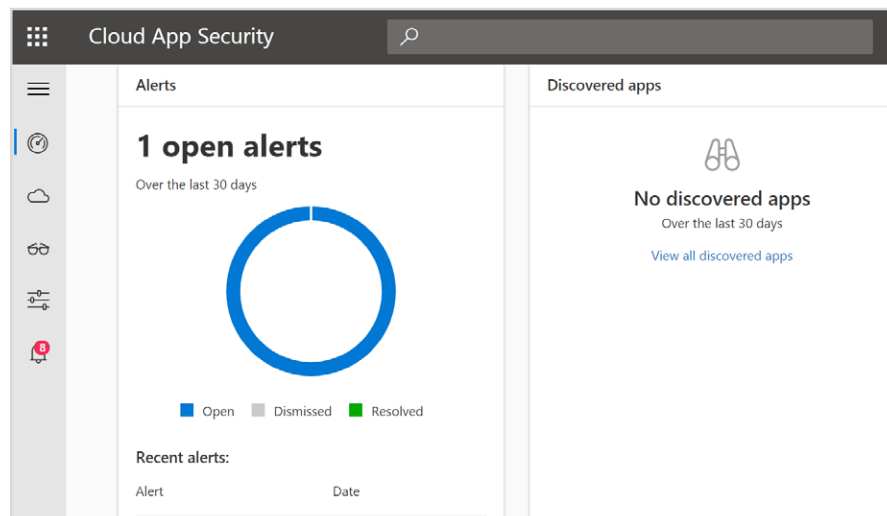 Cloud App Security
Alerts
1 open alerts
Over the last 30 days
Open Dismissed Resolved
Recent alerts:
Alert Date
Discovered apps
No discovered apps
Over the last 30 days
View all discovered apps
8